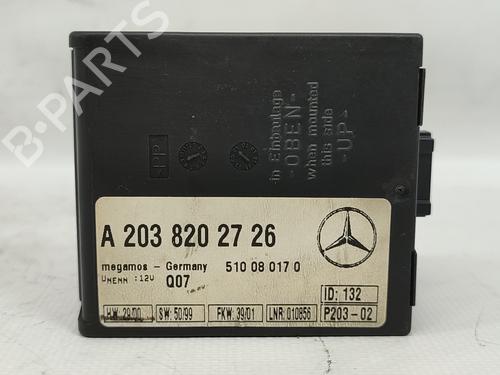 B-PARTS
>PP<
in Einbaulage
-OBEN-
when mounted
this side
-UP->
A 203 820 27 26
megamos - Germany 510 08 017 0
UNENN :12V Q07
ID: 132
HW: 29/00 SW: 50/99 FKW: 39/01 LNR: 010856 P203-02